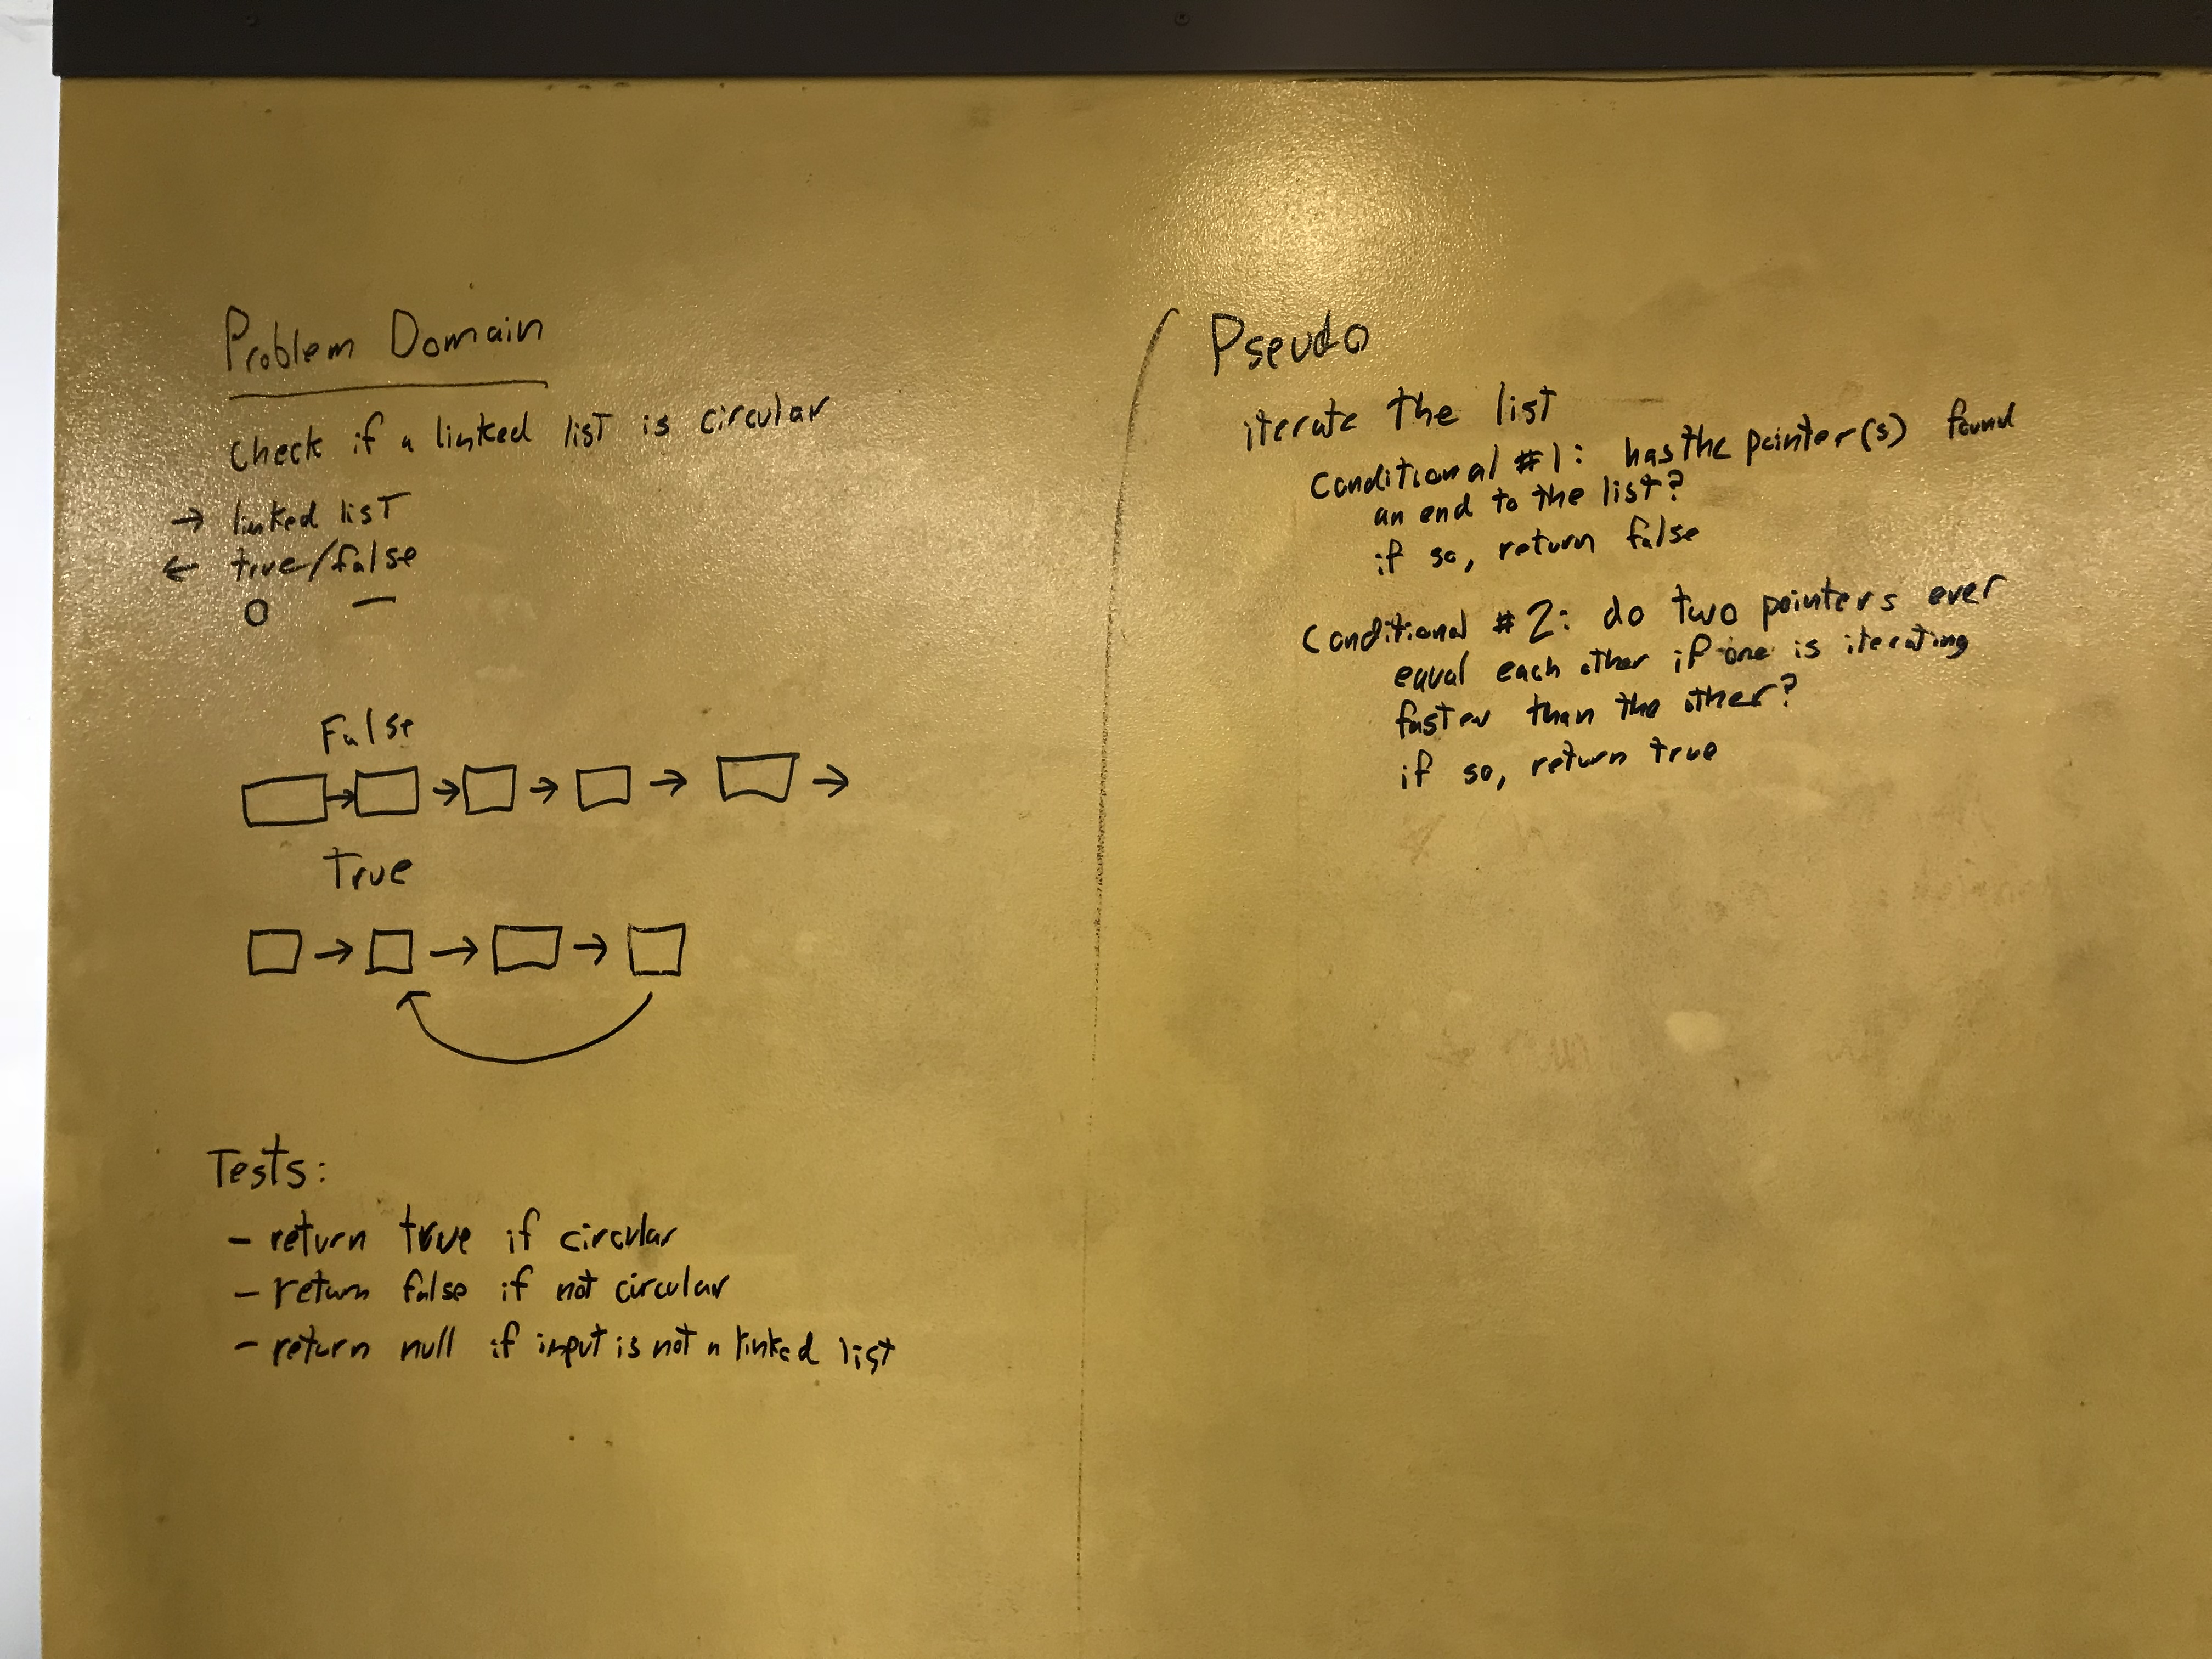 Problem Domain
Check if a linked list is circular
→ linked list
← true/false
O —
False
True
Tests:
- return true if circular
- return false if not circular
- return null if input is not a linked list
Pseudo
iterate the list
Conditional #1: has the pointer(s) found
an end to the list?
if so, return false
Conditional #2: do two pointers ever
equal each other if one is iterating
faster than the other?
if so, return true